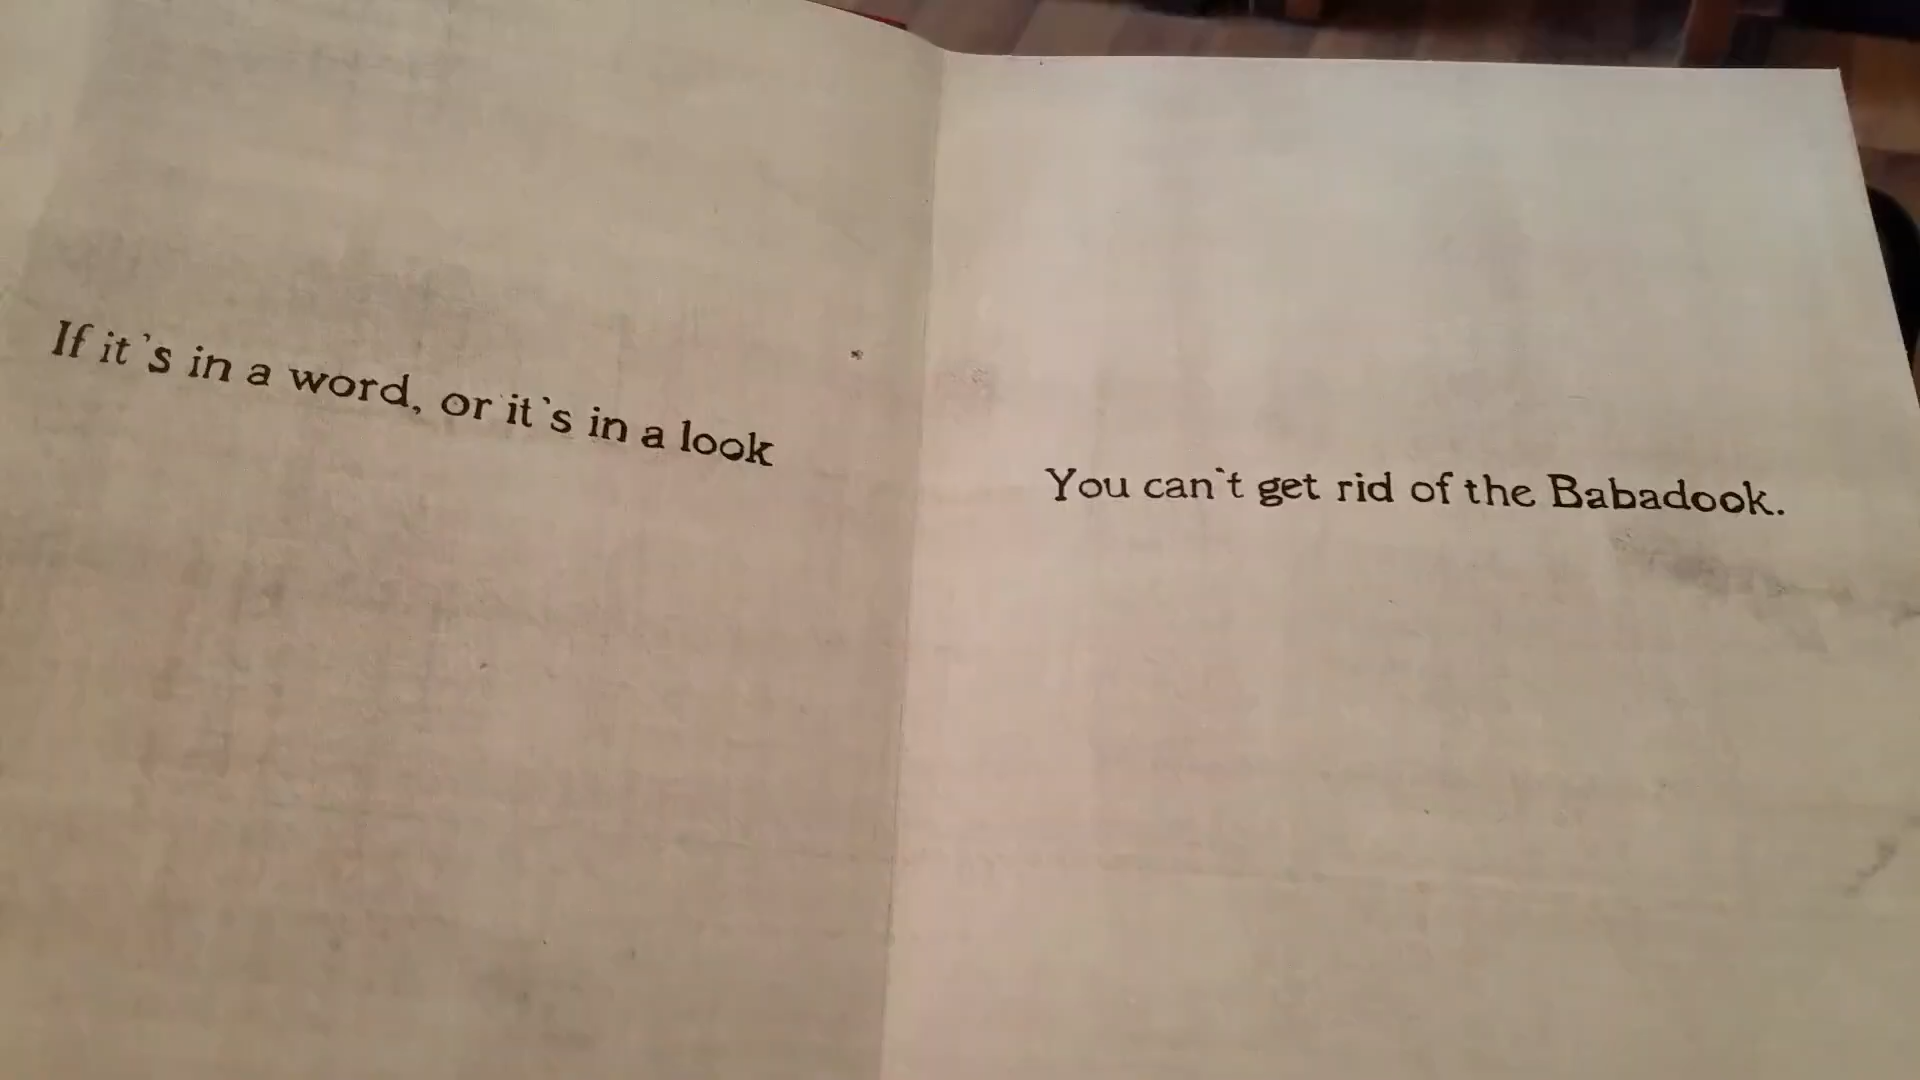 If it's in a word, or it's in a look
You can't get rid of the Babadook.